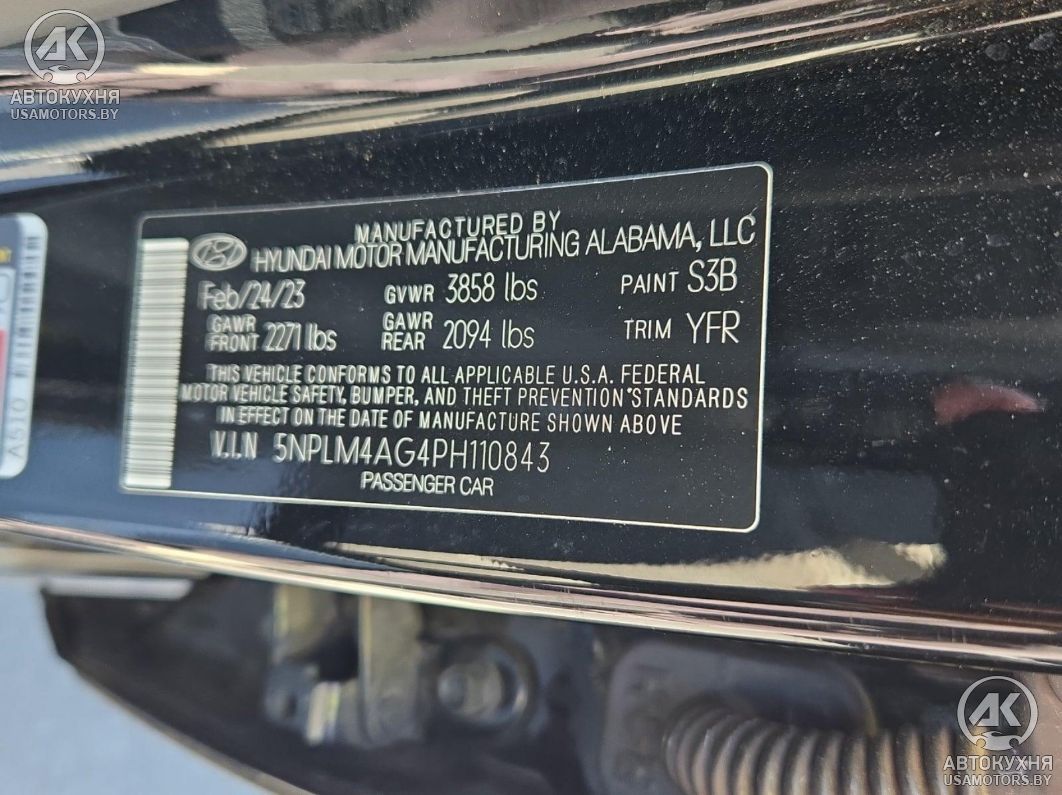 AK
АВТОКУХНЯ
USAMOTORS.BY
MANUFACTURED BY
HYUNDAI MOTOR MANUFACTURING ALABAMA, LLC
Feb/24/23 GVWR 3858 lbs PAINT S3B
GAWR FRONT 2271 lbs GAWR REAR 2094 lbs TRIM YFR
THIS VEHICLE CONFORMS TO ALL APPLICABLE U.S.A. FEDERAL
MOTOR VEHICLE SAFETY, BUMPER, AND THEFT PREVENTION STANDARDS
IN EFFECT ON THE DATE OF MANUFACTURE SHOWN ABOVE
V.I.N 5NPLM4AG4PH110843
PASSENGER CAR
AK
АВТОКУХНЯ
USAMOTORS.BY